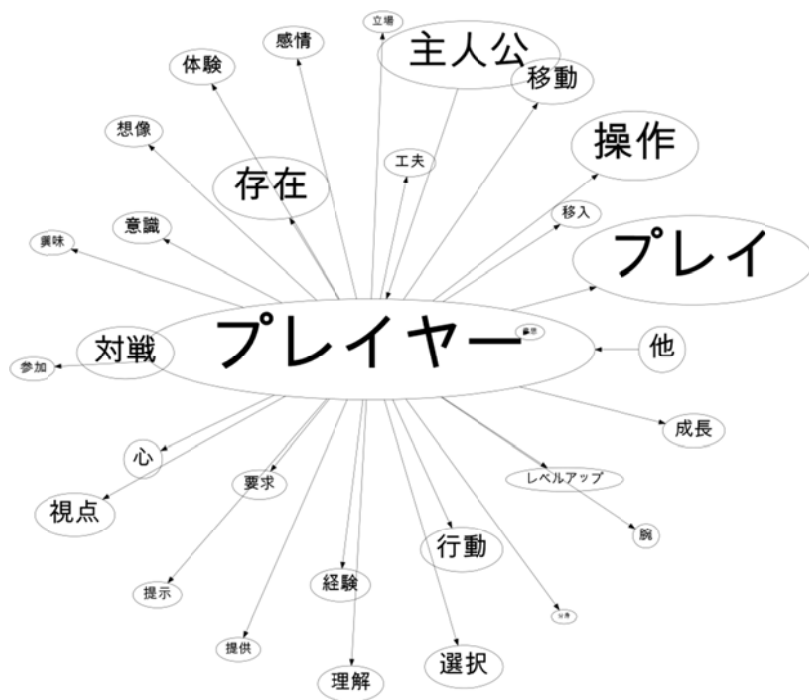 立場
感情
主人公
体験
移動
想像
操作
工夫
存在
移入
意識
興味
プレイ
プレイヤー
対戦
他
参加
成長
心
レベルアップ
要求
視点
腕
行動
経験
提示
提供
選択
理解